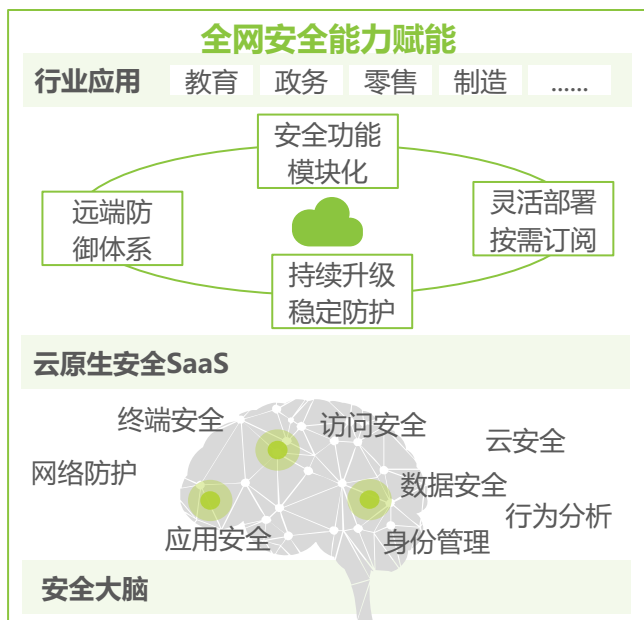 全网安全能力赋能
行业应用 教育 政务 零售 制造 ......
安全功能
模块化
远端防
御体系
灵活部署
按需订阅
持续升级
稳定防护
云原生安全SaaS
终端安全 访问安全 云安全
网络防护 数据安全 行为分析
应用安全 身份管理
安全大脑